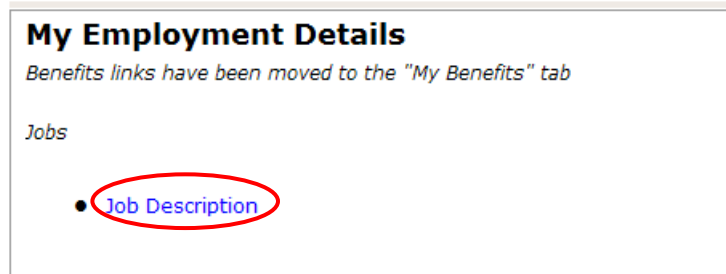 My Employment Details
Benefits links have been moved to the "My Benefits" tab
Jobs
Job Description